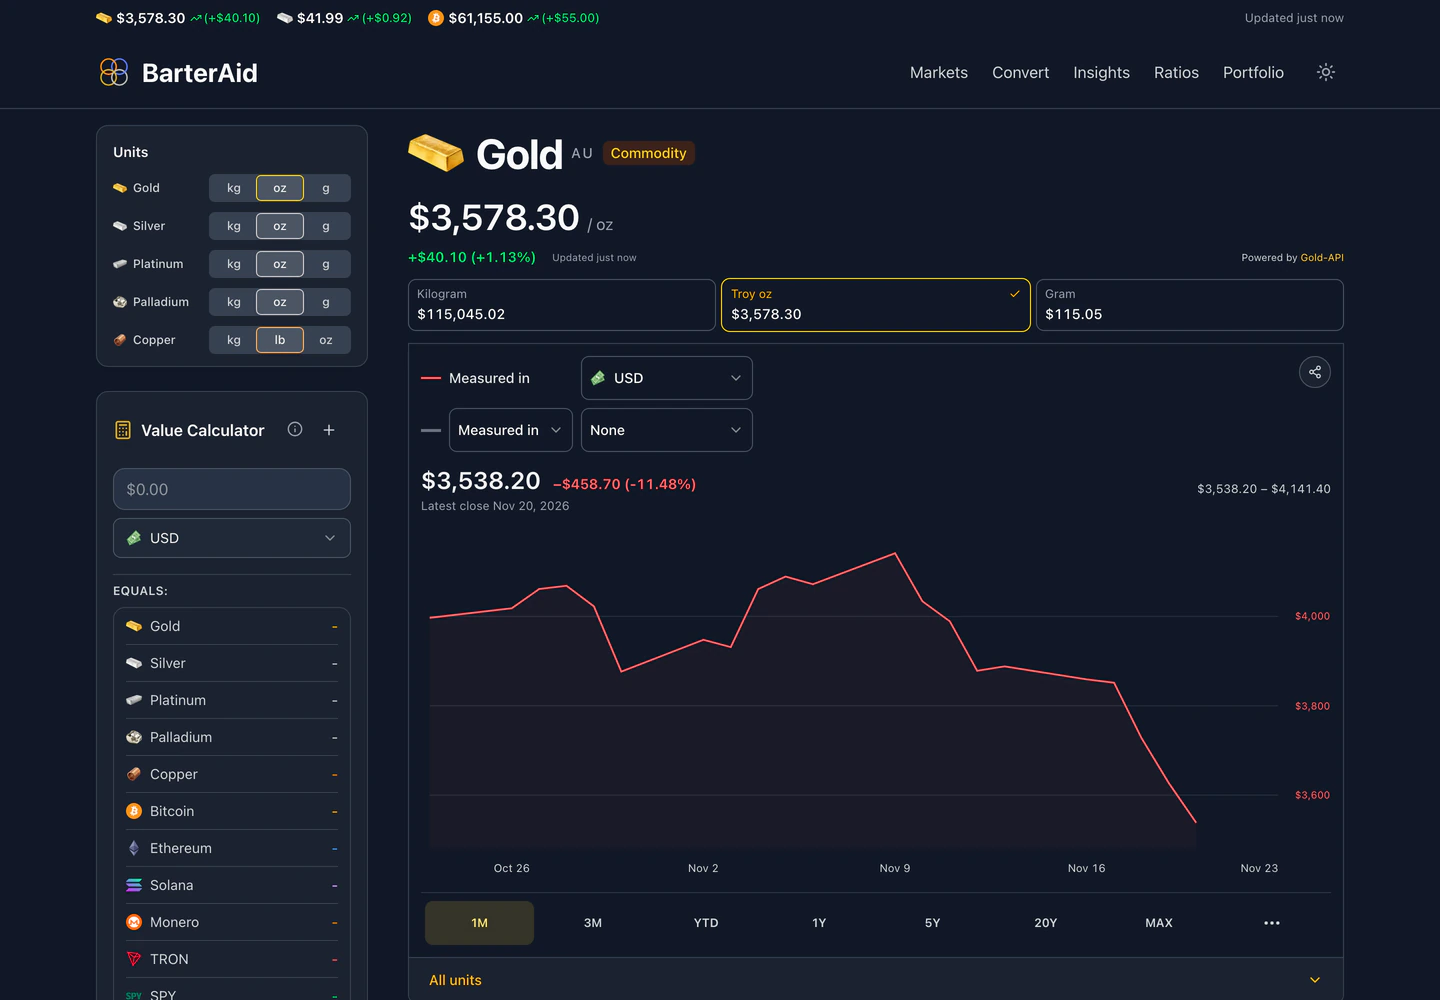 $3,578.30 (+$40.10) $41.99 (+$0.92) $61,155.00 (+$55.00) Updated just now
BarterAid Markets Convert Insights Ratios Portfolio
Units
Gold kg oz g
Silver kg oz g
Platinum kg oz g
Palladium kg oz g
Copper kg lb oz
Value Calculator
$0.00
USD
EQUALS:
Gold -
Silver -
Platinum -
Palladium -
Copper -
Bitcoin -
Ethereum -
Solana -
Monero -
TRON -
SPY SPY -
Gold AU Commodity
$3,578.30 / oz
+$40.10 (+1.13%) Updated just now Powered by Gold-API
Kilogram Troy oz Gram
$115,045.02 $3,578.30 $115.05
Measured in USD
Measured in None
$3,538.20 −$458.70 (-11.48%) $3,538.20 – $4,141.40
Latest close Nov 20, 2026
$4,000
$3,800
$3,600
Oct 26 Nov 2 Nov 9 Nov 16 Nov 23
1M 3M YTD 1Y 5Y 20Y MAX
All units